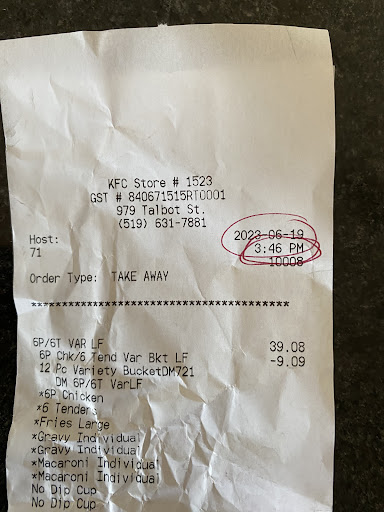 KFC Store # 1523
GST # 840671515RT0001
979 Talbot St.
(519) 631-7881
2023-06-19
Host: 3:46 PM
71 10008
Order Type: TAKE AWAY
******************************************
6P/6T VAR LF 39.08
6P Chk/6 Tend Var Bkt LF -9.09
12 Pc Variety BucketDM721
DM 6P/6T VarLF
*6P Chicken
*6 Tenders
*Fries Large
*Gravy Individual
*Gravy Individual
*Macaroni Individual
*Macaroni Individual
No Dip Cup
No Dip Cup